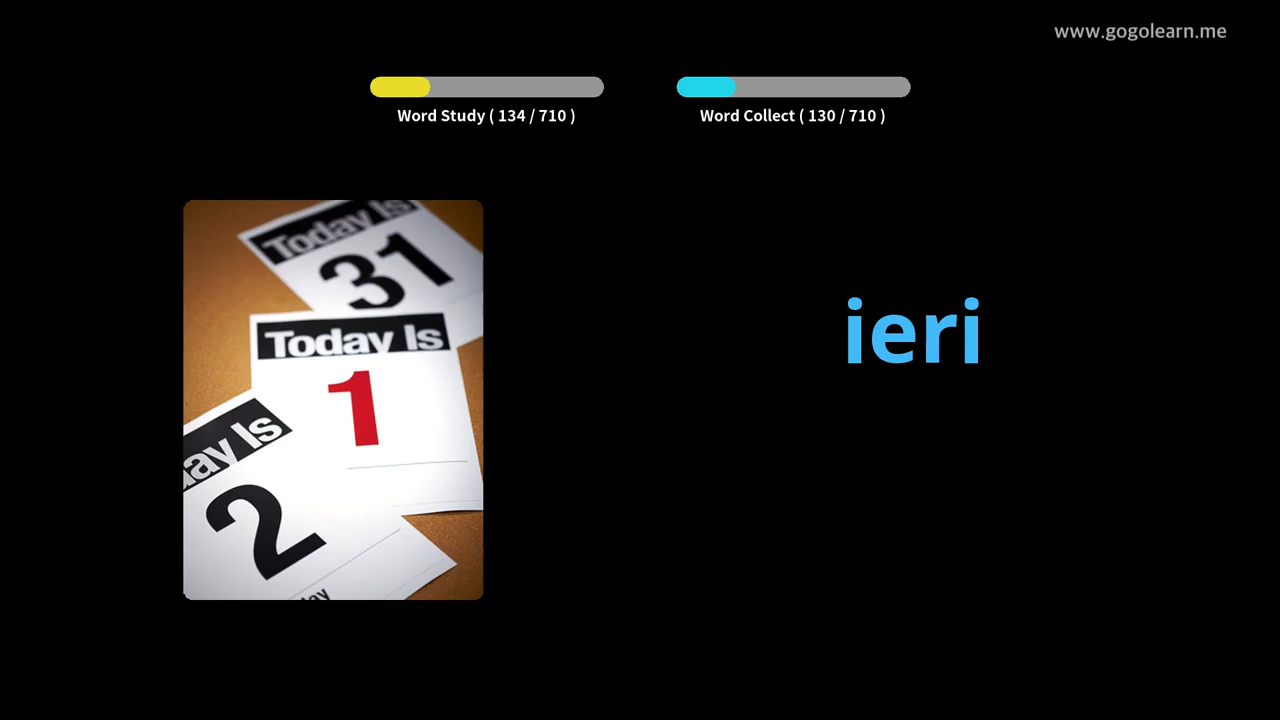 www.gogolearn.me
Word Study ( 134 / 710 )
Word Collect ( 130 / 710 )
Today Is
31
Today Is
1
ay Is
2
ieri